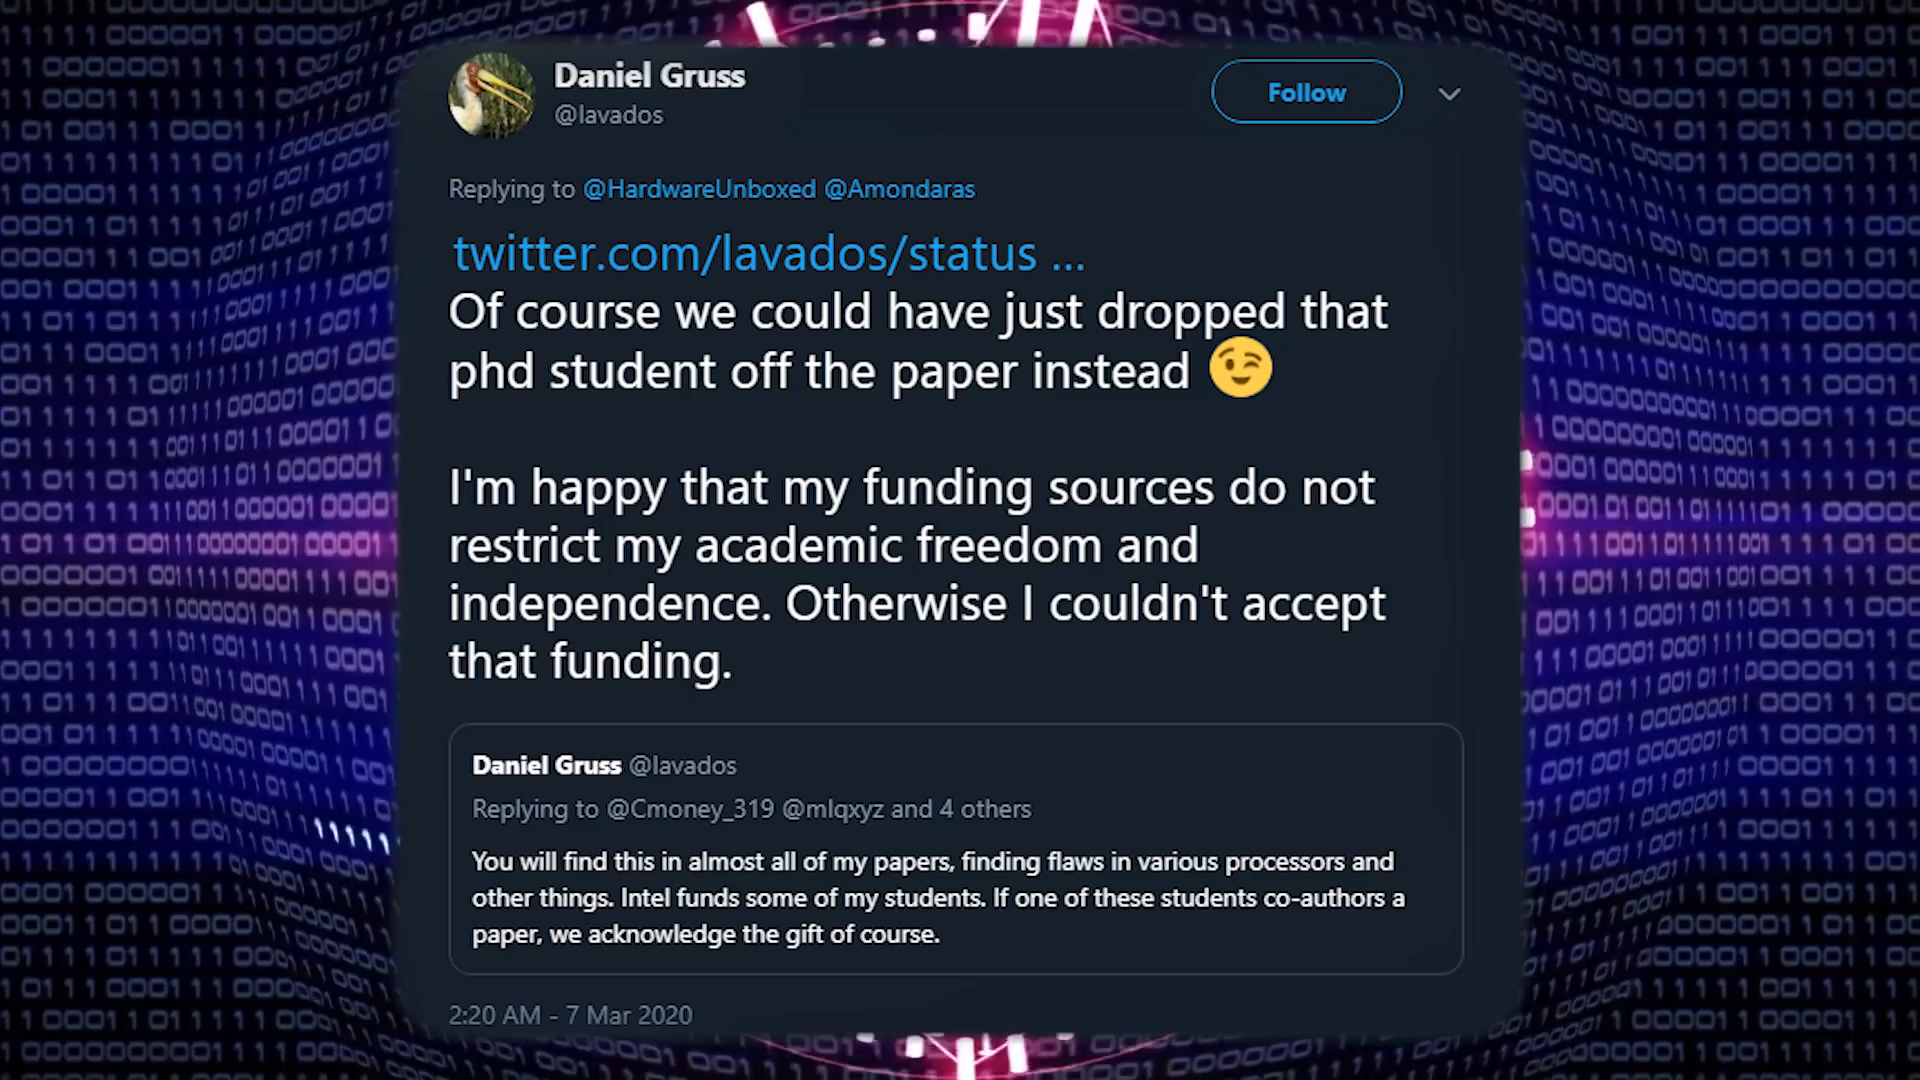 Daniel Gruss
@lavados
Follow
Replying to @HardwareUnboxed @Amondaras
twitter.com/lavados/status ...
Of course we could have just dropped that
phd student off the paper instead 😉
I'm happy that my funding sources do not
restrict my academic freedom and
independence. Otherwise I couldn't accept
that funding.
Daniel Gruss @lavados
Replying to @Cmoney_319 @mlqxyz and 4 others
You will find this in almost all of my papers, finding flaws in various processors and
other things. Intel funds some of my students. If one of these students co-authors a
paper, we acknowledge the gift of course.
2:20 AM - 7 Mar 2020